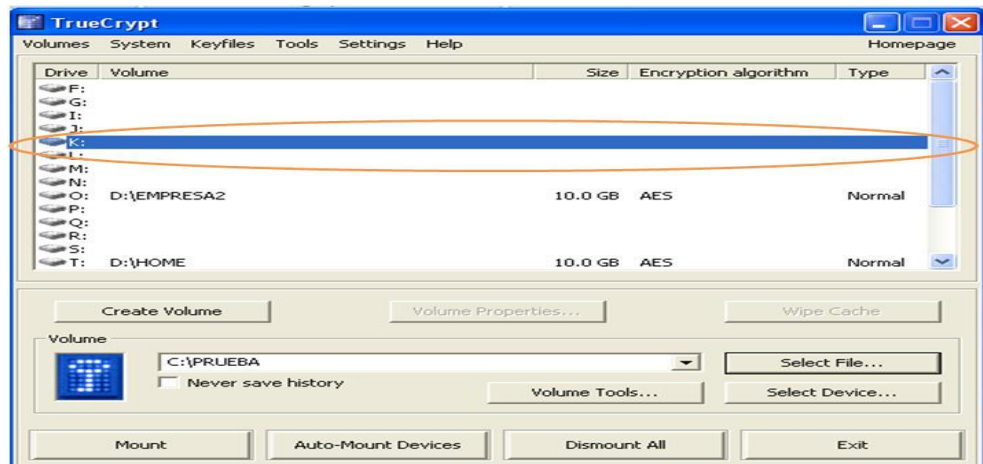 TrueCrypt
Volumes System Keyfiles Tools Settings Help Homepage
Drive Volume Size Encryption algorithm Type
F:
G:
I:
J:
K:
L:
M:
N:
O: D:\EMPRESA2 10.0 GB AES Normal
P:
Q:
R:
S:
T: D:\HOME 10.0 GB AES Normal
Create Volume Volume Properties... Wipe Cache
Volume
C:\PRUEBA Select File...
Never save history Volume Tools... Select Device...
Mount Auto-Mount Devices Dismount All Exit